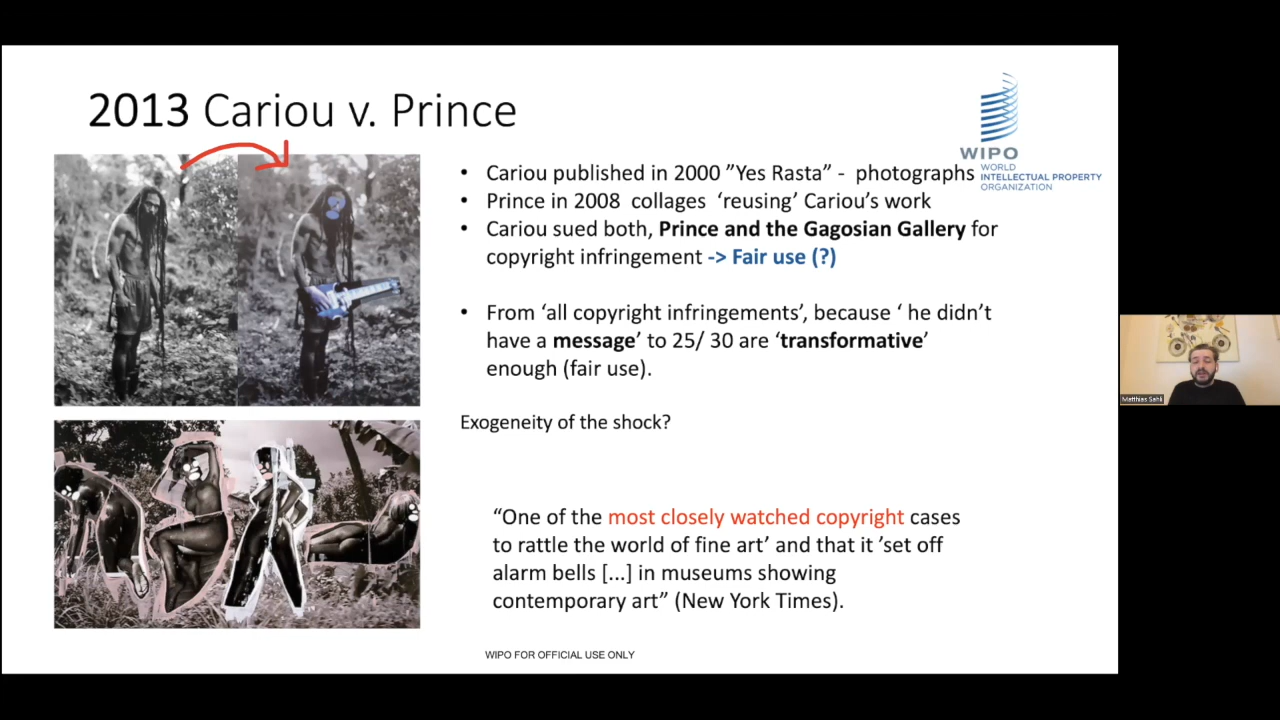 2013 Cariou v. Prince
WIPO
WORLD
INTELLECTUAL PROPERTY
ORGANIZATION
• Cariou published in 2000 ”Yes Rasta” - photographs
• Prince in 2008 collages ‘reusing’ Cariou’s work
• Cariou sued both, Prince and the Gagosian Gallery for
copyright infringement -> Fair use (?)
• From ‘all copyright infringements’, because ‘ he didn’t
have a message’ to 25/ 30 are ‘transformative’
enough (fair use).
Exogeneity of the shock?
“One of the most closely watched copyright cases
to rattle the world of fine art’ and that it ’set off
alarm bells [...] in museums showing
contemporary art” (New York Times).
WIPO FOR OFFICIAL USE ONLY
Matthias Sahli